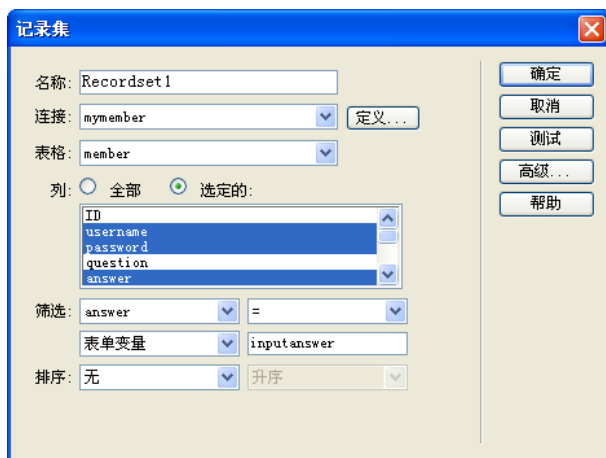 记录集
名称: Recordset1
连接: mymember 定义...
表格: member
列: 全部 选定的:
ID
username
password
question
answer
筛选: answer =
表单变量 inputanswer
排序: 无 升序
确定
取消
测试
高级...
帮助